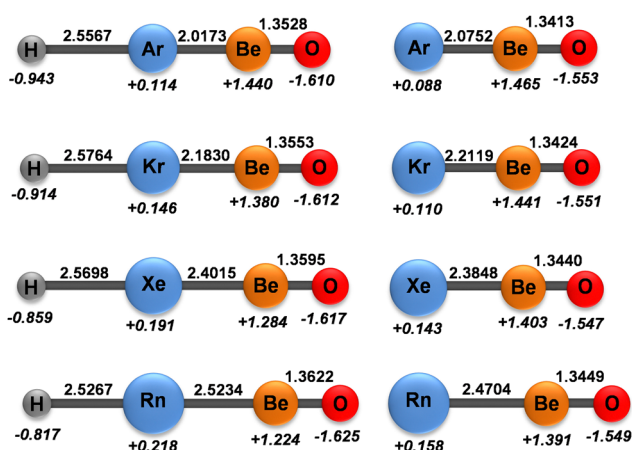 2.5567 2.0173 1.3528 2.0752 1.3413
H Ar Be O Ar Be O
-0.943 +0.114 +1.440 -1.610 +0.088 +1.465 -1.553
2.5764 2.1830 1.3553 2.2119 1.3424
H Kr Be O Kr Be O
-0.914 +0.146 +1.380 -1.612 +0.110 +1.441 -1.551
2.5698 2.4015 1.3595 2.3848 1.3440
H Xe Be O Xe Be O
-0.859 +0.191 +1.284 -1.617 +0.143 +1.403 -1.547
2.5267 2.5234 1.3622 2.4704 1.3449
H Rn Be O Rn Be O
-0.817 +0.218 +1.224 -1.625 +0.158 +1.391 -1.549